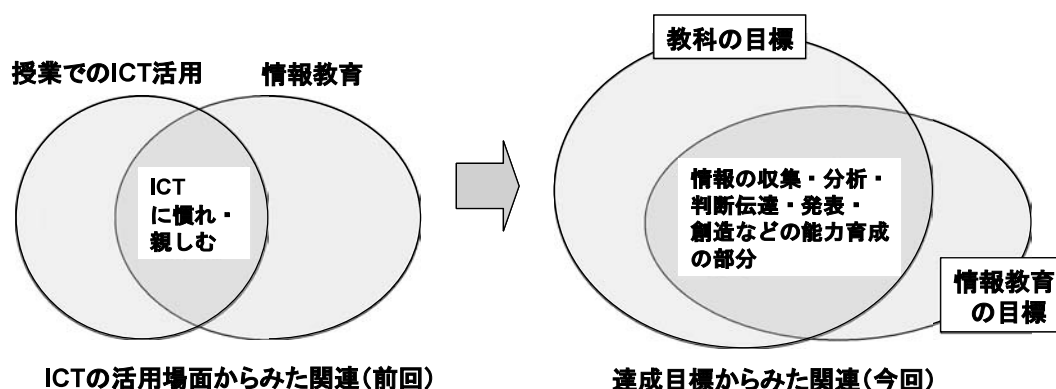 授業でのICT活用
情報教育
ICT
に慣れ・
親しむ
ICTの活用場面からみた関連(前回)
教科の目標
情報の収集・分析・
判断伝達・発表・
創造などの能力育成
の部分
情報教育
の目標
達成目標からみた関連(今回)